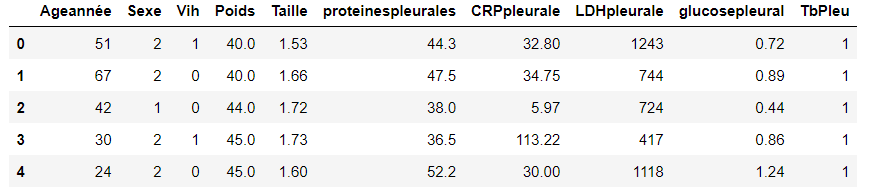 Ageannée Sexe Vih Poids Taille proteinespleurales CRPpleurale LDHpleurale glucosepleural TbPleu
0 51 2 1 40.0 1.53 44.3 32.80 1243 0.72 1
1 67 2 0 40.0 1.66 47.5 34.75 744 0.89 1
2 42 1 0 44.0 1.72 38.0 5.97 724 0.44 1
3 30 2 1 45.0 1.73 36.5 113.22 417 0.86 1
4 24 2 0 45.0 1.60 52.2 30.00 1118 1.24 1